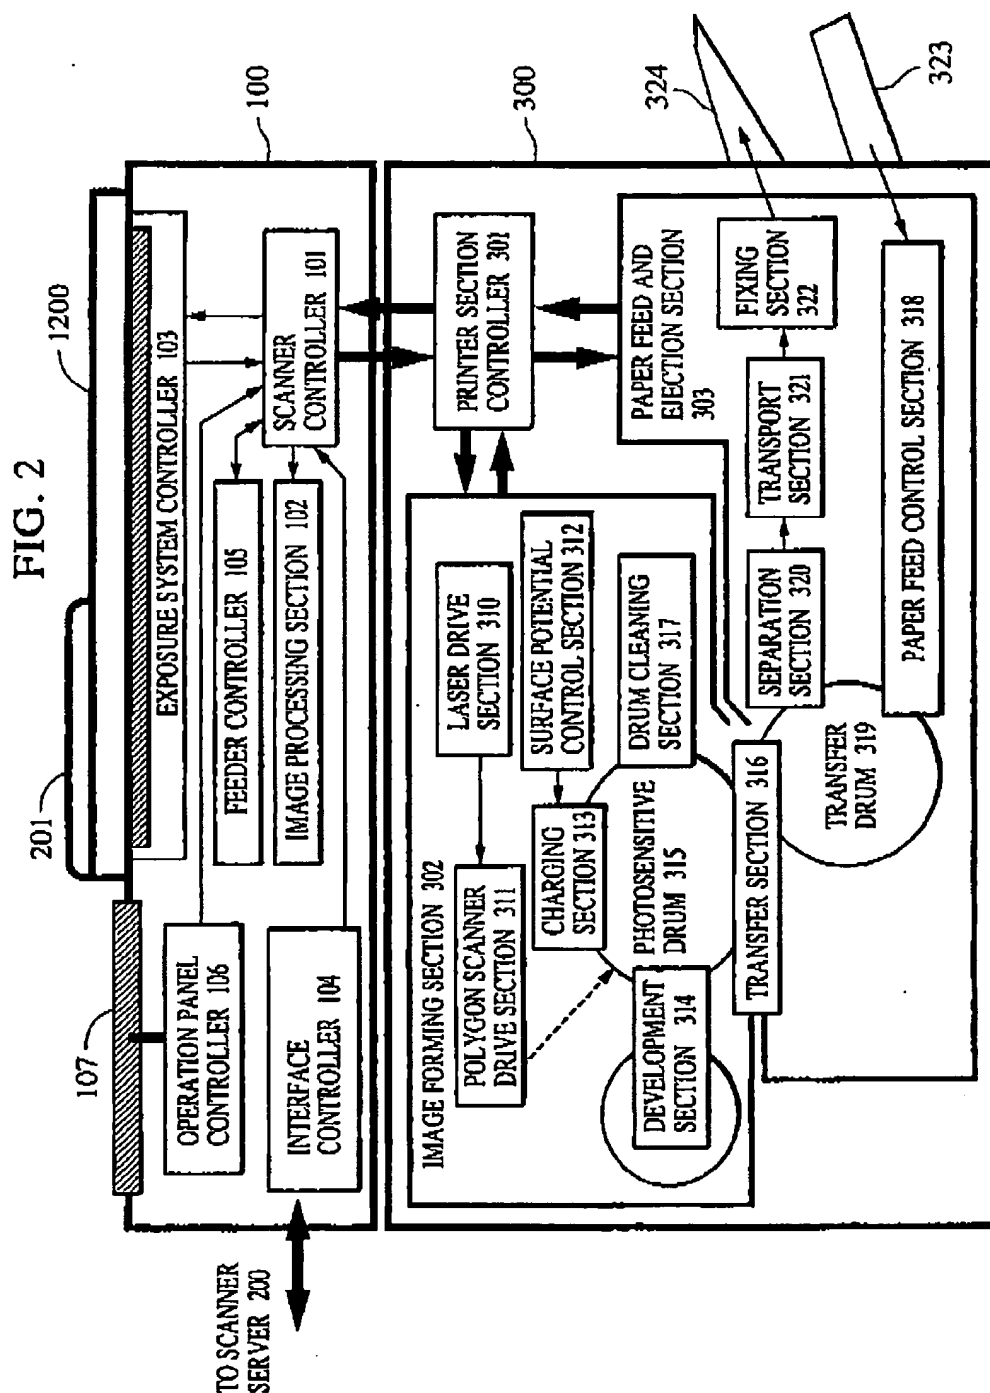 FIG. 2
201
1200
107
100
EXPOSURE SYSTEM CONTROLLER 103
OPERATION PANEL
CONTROLLER 106
FEEDER CONTROLLER 105
SCANNER
CONTROLLER 101
IMAGE PROCESSING SECTION 102
INTERFACE
CONTROLLER 104
TO SCANNER
SERVER 200
300
PRINTER SECTION
CONTROLLER 301
IMAGE FORMING SECTION 302
LASER DRIVE
SECTION 310
POLYGON SCANNER
DRIVE SECTION 311
SURFACE POTENTIAL
CONTROL SECTION 312
CHARGING
SECTION 313
DRUM CLEANING
SECTION 317
PHOTOSENSITIVE
DRUM 315
DEVELOPMENT
SECTION 314
TRANSFER SECTION 316
PAPER FEED AND
EJECTION SECTION
303
FIXING
SECTION
322
TRANSPORT
SECTION 321
SEPARATION
SECTION 320
TRANSFER
DRUM 319
PAPER FEED CONTROL SECTION 318
324
323